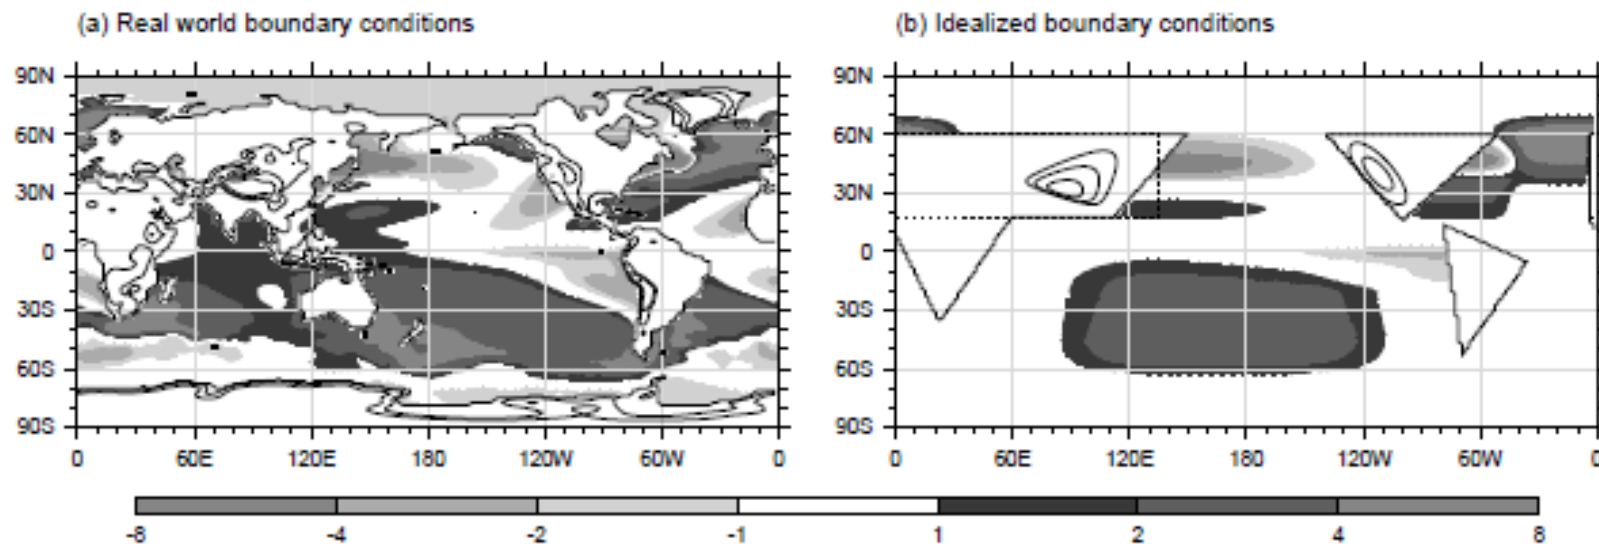 (a) Real world boundary conditions
(b) Idealized boundary conditions
90N
60N
30N
0
30S
60S
90S
0 60E 120E 180 120W 60W 0
90N
60N
30N
0
30S
60S
90S
0 60E 120E 180 120W 60W 0
-8 -4 -2 -1 1 2 4 8